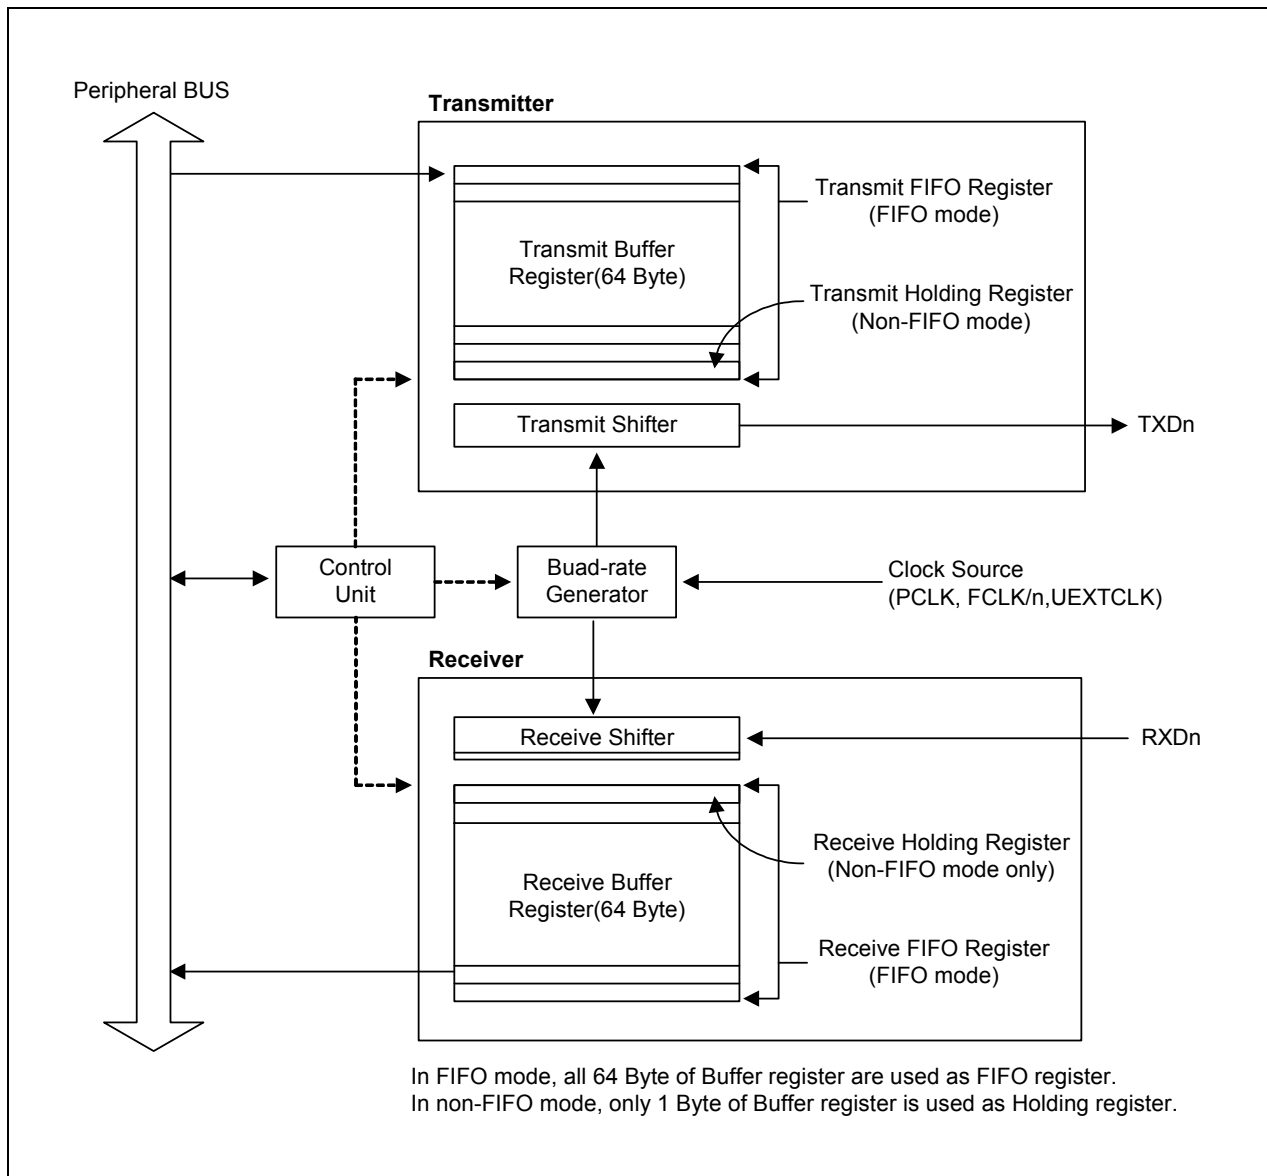 Peripheral BUS
Transmitter
Transmit FIFO Register
(FIFO mode)
Transmit Buffer
Register(64 Byte)
Transmit Holding Register
(Non-FIFO mode)
Transmit Shifter
TXDn
Control
Unit
Buad-rate
Generator
Clock Source
(PCLK, FCLK/n,UEXTCLK)
Receiver
Receive Shifter
RXDn
Receive Holding Register
(Non-FIFO mode only)
Receive Buffer
Register(64 Byte)
Receive FIFO Register
(FIFO mode)
In FIFO mode, all 64 Byte of Buffer register are used as FIFO register.
In non-FIFO mode, only 1 Byte of Buffer register is used as Holding register.